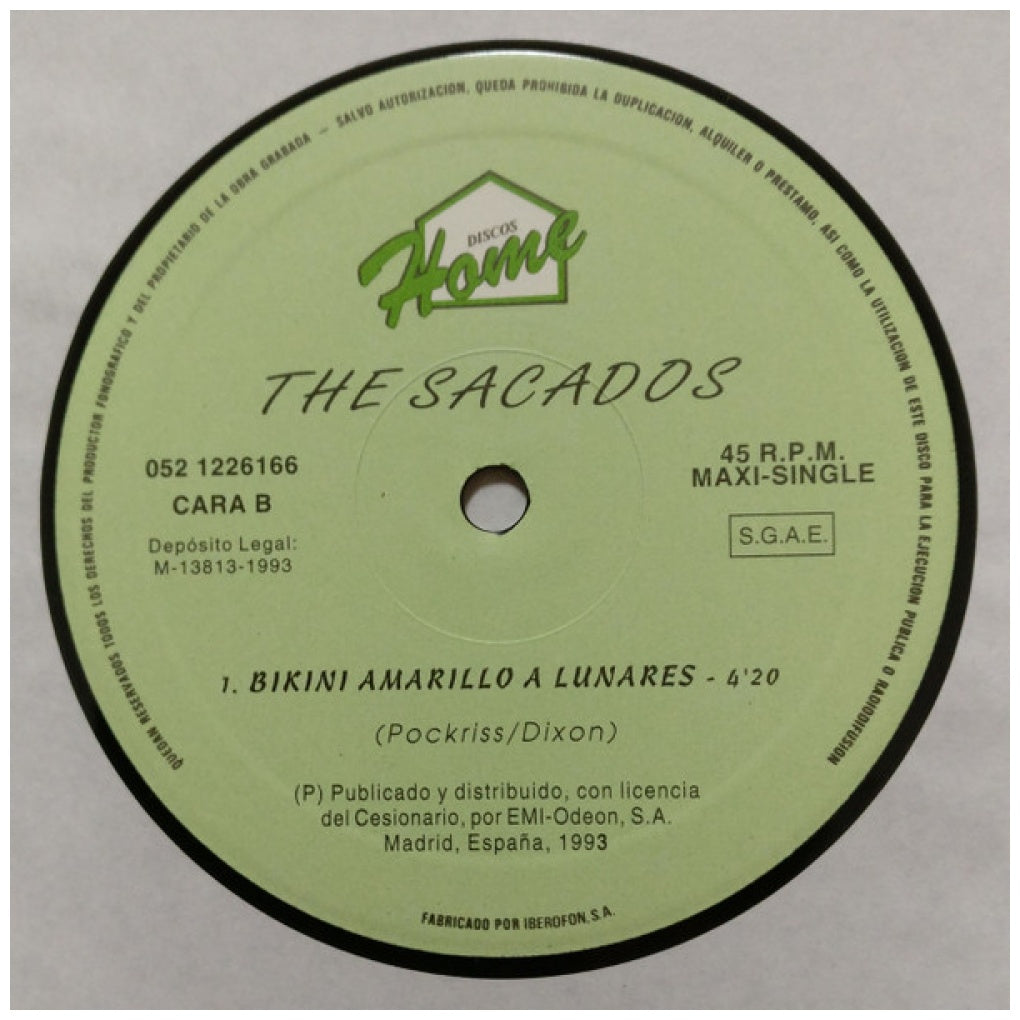 QUEDAN RESERVADOS TODOS LOS DERECHOS DEL PRODUCTOR FONOGRAFICO Y DEL PROPIETARIO DE LA OBRA GRABADA – SALVO AUTORIZACION, QUEDA PROHIBIDA LA DUPLICACION, ALQUILER O PRESTAMO, ASI COMO LA UTILIZACION DE ESTE DISCO PARA LA EJECUCION PUBLICA O RADIODIFUSION
DISCOS
Home
THE SACADOS
052 1226166
CARA B
Depósito Legal:
M-13813-1993
45 R.P.M.
MAXI-SINGLE
S.G.A.E.
1. BIKINI AMARILLO A LUNARES - 4'20
(Pockriss/Dixon)
(P) Publicado y distribuido, con licencia
del Cesionario, por EMI-Odeon, S.A.
Madrid, España, 1993
FABRICADO POR IBEROFON, S.A.